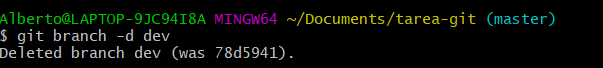 Alberto@LAPTOP-9JC94I8A MINGW64 ~/Documents/tarea-git (master)
$ git branch -d dev
Deleted branch dev (was 78d5941).